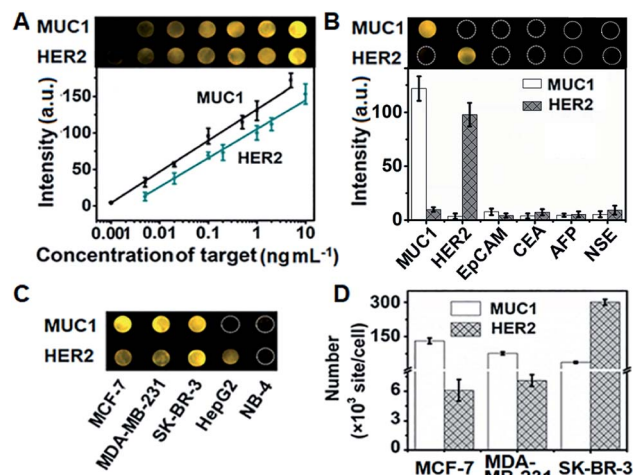 A
MUC1
HER2
Intensity (a.u.)
150
100
50
0
MUC1
HER2
0.001 0.01 0.1 1 10
Concentration of target (ng mL-1)
B
MUC1
HER2
Intensity (a.u.)
100
50
0
MUC1
HER2
MUC1 HER2 EpCAM CEA AFP NSE
C
MUC1
HER2
MCF-7 MDA-MB-231 SK-BR-3 HepG2 NB-4
D
Number
(×10³ site/cell)
300
150
6
3
0
MUC1
HER2
MCF-7 MDA- SK-BR-3
MB-231